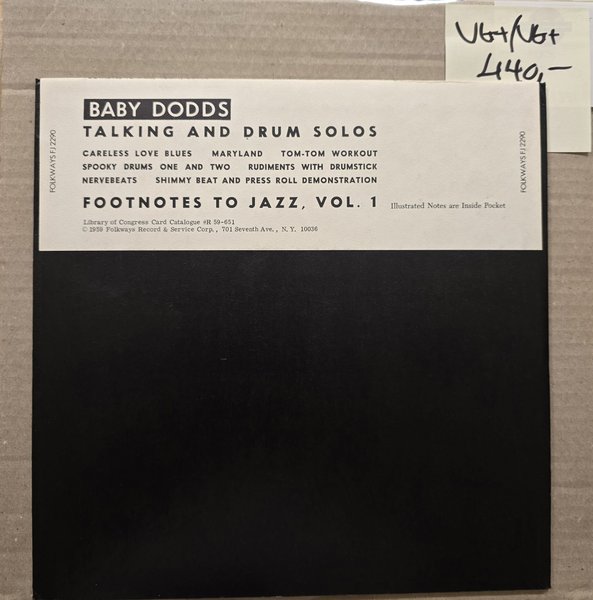 VG+/VG+
440,-
BABY DODDS
TALKING AND DRUM SOLOS
CARELESS LOVE BLUES MARYLAND TOM-TOM WORKOUT
SPOOKY DRUMS ONE AND TWO RUDIMENTS WITH DRUMSTICK
NERVEBEATS SHIMMY BEAT AND PRESS ROLL DEMONSTRATION
FOOTNOTES TO JAZZ, VOL. 1 Illustrated Notes are Inside Pocket
Library of Congress Card Catalogue #R 59-651
© 1959 Folkways Record & Service Corp., 701 Seventh Ave., N. Y. 10036
FOLKWAYS FJ 2290
FOLKWAYS FJ 2290